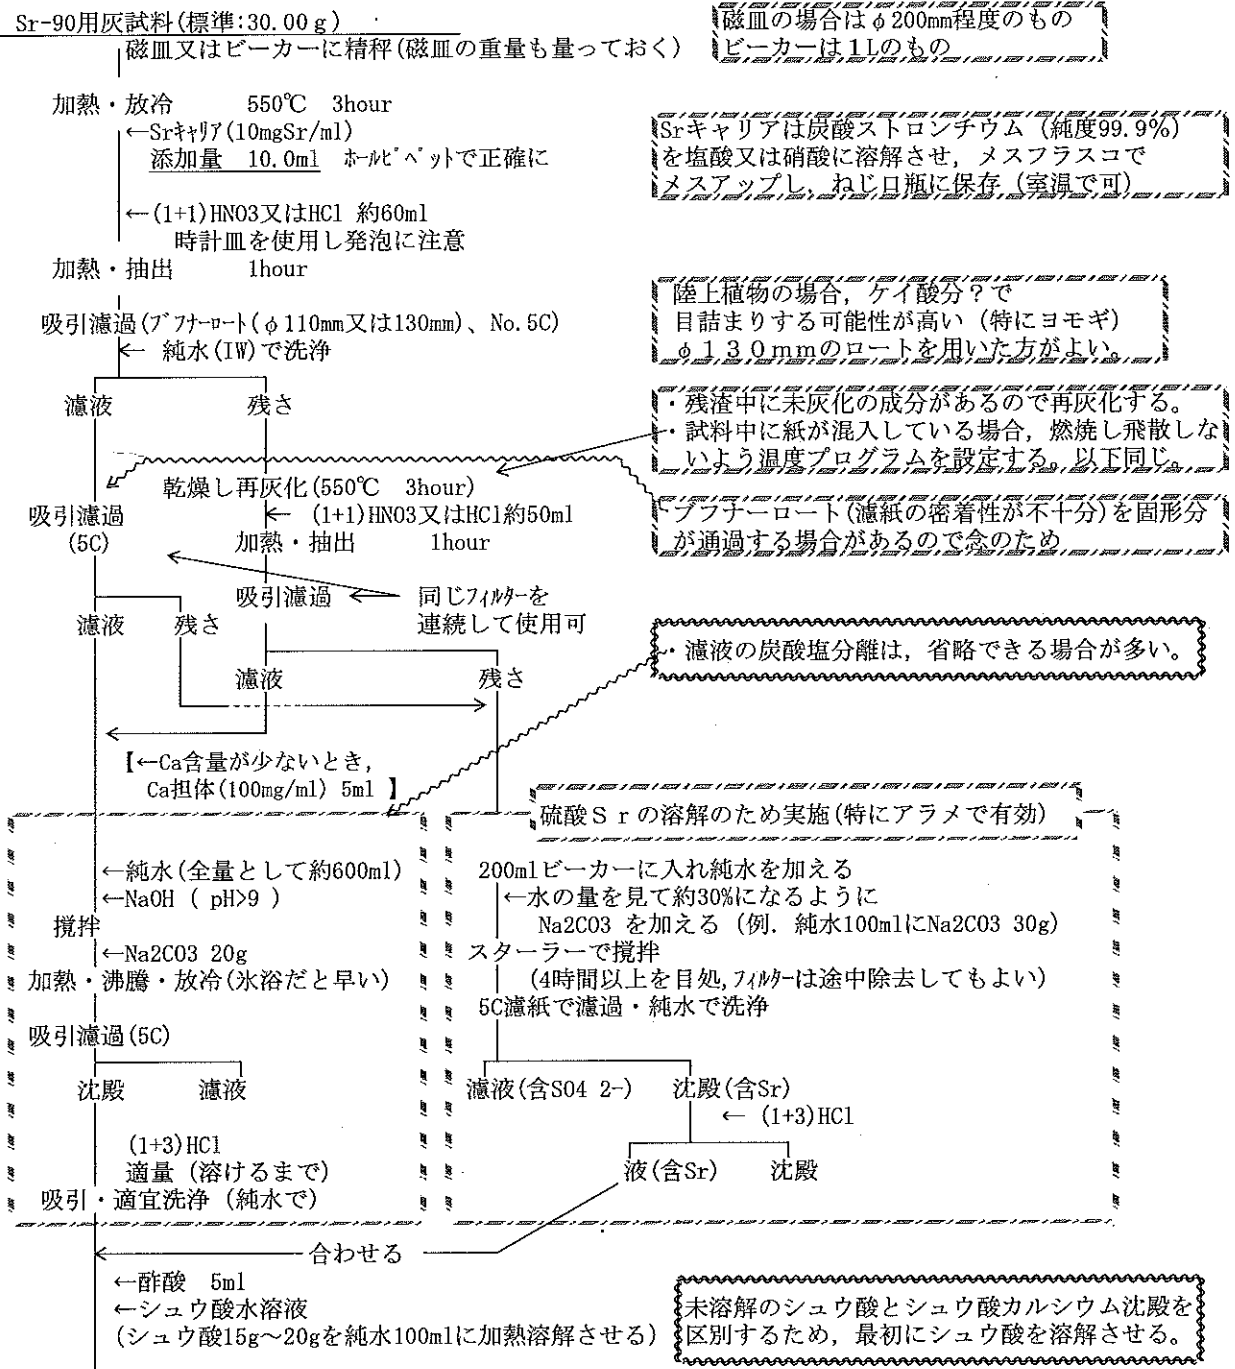 Sr-90用灰試料(標準:30.00ｇ)
磁皿又はビーカーに精秤(磁皿の重量も量っておく)
磁皿の場合はφ200mm程度のもの
ビーカーは１Lのもの
加熱・放冷 550℃ 3hour
←Srｷｬﾘｱ(10mgSr/ml)
添加量 10.0ml ﾎｰﾙﾋﾟﾍﾟｯﾄで正確に
Srキャリアは炭酸ストロンチウム（純度99.9%）
を塩酸又は硝酸に溶解させ，メスフラスコで
メスアップし，ねじ口瓶に保存（室温で可）
←(1+1)HNO3又はHCl 約60ml
時計皿を使用し発泡に注意
加熱・抽出 1hour
吸引濾過(ﾌﾞﾌﾅｰﾛｰﾄ(φ110mm又は130mm)、No.5C)
← 純水(IW)で洗浄
陸上植物の場合，ケイ酸分？で
目詰まりする可能性が高い（特にヨモギ）
φ１３０mmのロートを用いた方がよい。
濾液 残さ
・残渣中に未灰化の成分があるので再灰化する。
・試料中に紙が混入している場合，燃焼し飛散しな
いよう温度プログラムを設定する。以下同じ。
乾燥し再灰化(550℃ 3hour)
← (1+1)HNO3又はHCl約50ml
加熱・抽出 1hour
吸引濾過
(5C)
ブフナーロート(濾紙の密着性が不十分)を固形分
が通過する場合があるので念のため
吸引濾過 ← 同じﾌｨﾙﾀｰを
連続して使用可
濾液 残さ
・濾液の炭酸塩分離は，省略できる場合が多い。
濾液 残さ
【←Ca含量が少ないとき，
Ca担体(100mg/ml) 5ml 】
硫酸Ｓｒの溶解のため実施(特にアラメで有効)
←純水(全量として約600ml)
←NaOH ( pH>9 )
撹拌
←Na2CO3 20g
加熱・沸騰・放冷(氷浴だと早い)
吸引濾過(5C)
沈殿 濾液
(1+3)HCl
適量（溶けるまで）
吸引・適宜洗浄（純水で）
200mlビーカーに入れ純水を加える
←水の量を見て約30%になるように
Na2CO3 を加える（例．純水100mlにNa2CO3 30g）
スターラーで撹拌
(4時間以上を目処,ﾌｨﾙﾀｰは途中除去してもよい)
5C濾紙で濾過・純水で洗浄
濾液(含SO4 2-) 沈殿(含Sr)
← (1+3)HCl
液(含Sr) 沈殿
合わせる
←酢酸 5ml
←シュウ酸水溶液
(シュウ酸15g～20gを純水100mlに加熱溶解させる)
未溶解のシュウ酸とシュウ酸カルシウム沈殿を
区別するため，最初にシュウ酸を溶解させる。